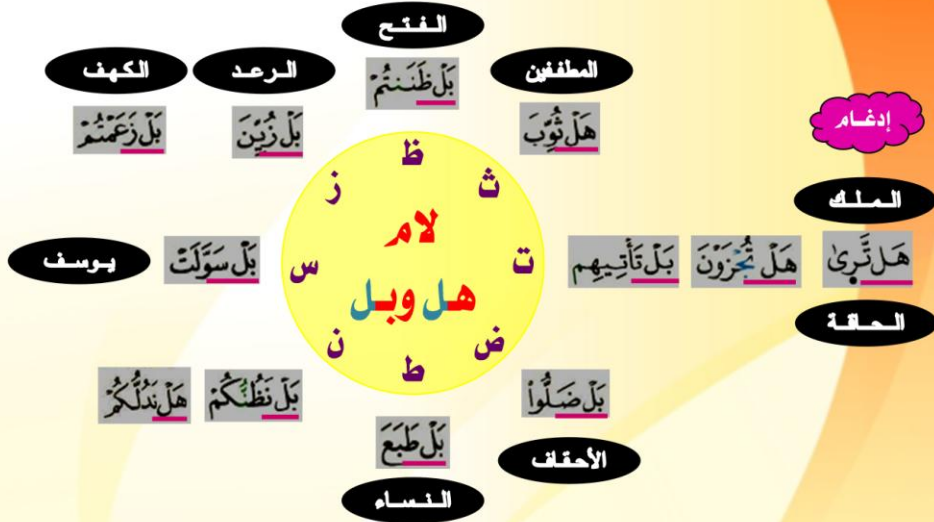 الفتح
الكهف
الرعد
المطففين
بَلْ ظَنَنتُمْ
بَلْ زَعَمْتُمْ
بَلْ زُيِّنَ
هَلْ ثُوِّبَ
إدغام
ظ
ز
ث
الملك
لام
س
ت
يوسف
بَلْ سَوَّلَتْ
بَلْ تَأْتِيهِم
هَلْ تُجْزَوْنَ
هَل تَّرِىٰ
هل وبل
الحاقة
ن
ض
ط
هَلْ نَدُلُّكُمْ
بَلْ نَظُنُّكُمْ
بَلْ ضَلُّوا۟
بَلْ طَبَعَ
الأحقاف
النساء